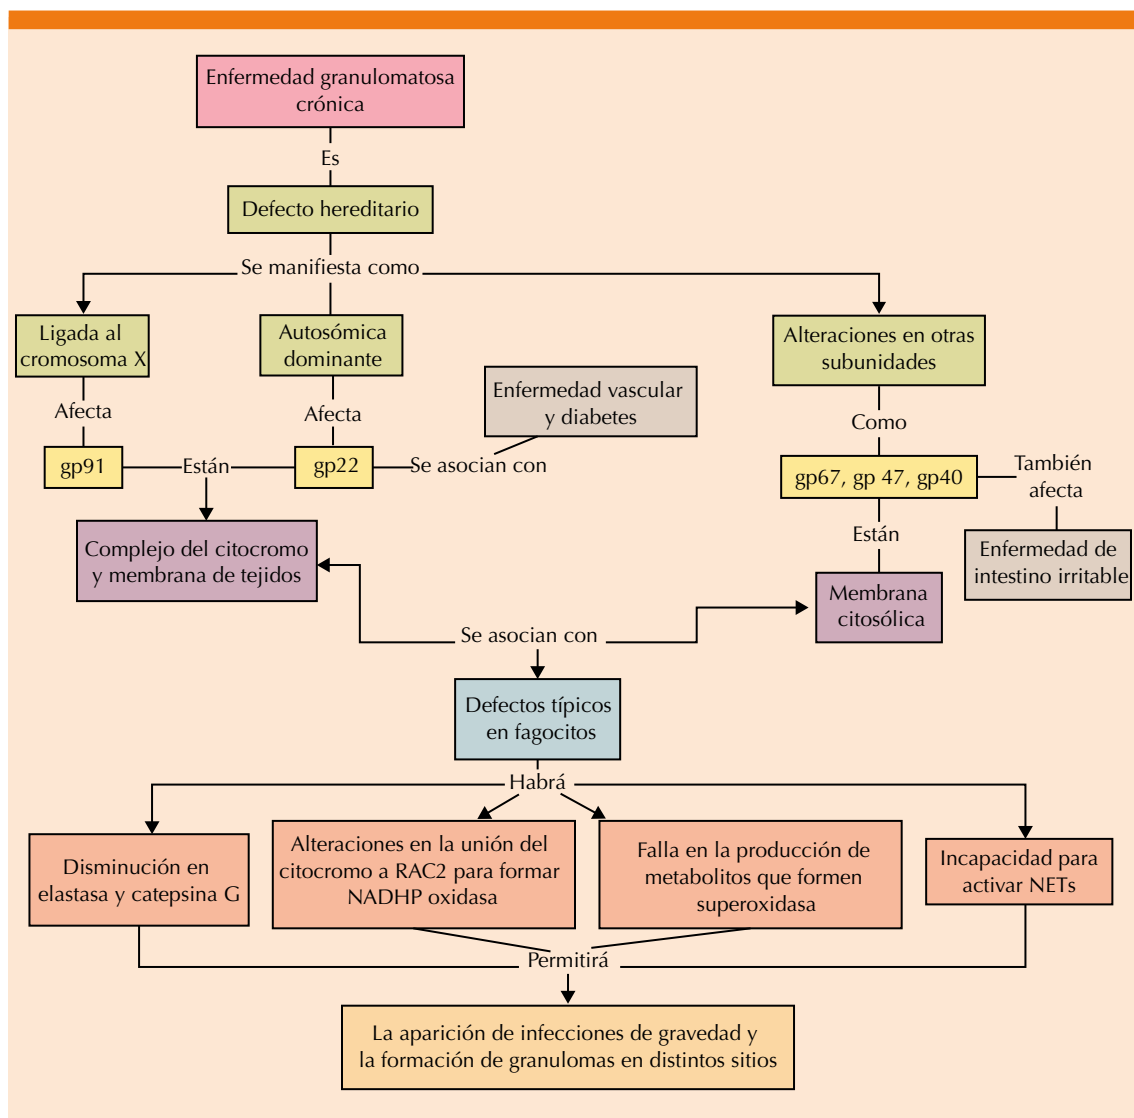 Enfermedad granulomatosa
crónica
Es
Defecto hereditario
Se manifiesta como
Ligada al
cromosoma X
Autosómica
dominante
Alteraciones en otras
subunidades
Afecta
Afecta
Enfermedad vascular
y diabetes
Como
gp91
Están
gp22
Se asocian con
gp67, gp 47, gp40
También
afecta
Complejo del citocromo
y membrana de tejidos
Están
Enfermedad de
intestino irritable
Membrana
citosólica
Se asocian con
Defectos típicos
en fagocitos
Habrá
Disminución en
elastasa y catepsina G
Alteraciones en la unión del
citocromo a RAC2 para formar
NADHP oxidasa
Falla en la producción de
metabolitos que formen
superoxidasa
Incapacidad para
activar NETs
Permitirá
La aparición de infecciones de gravedad y
la formación de granulomas en distintos sitios